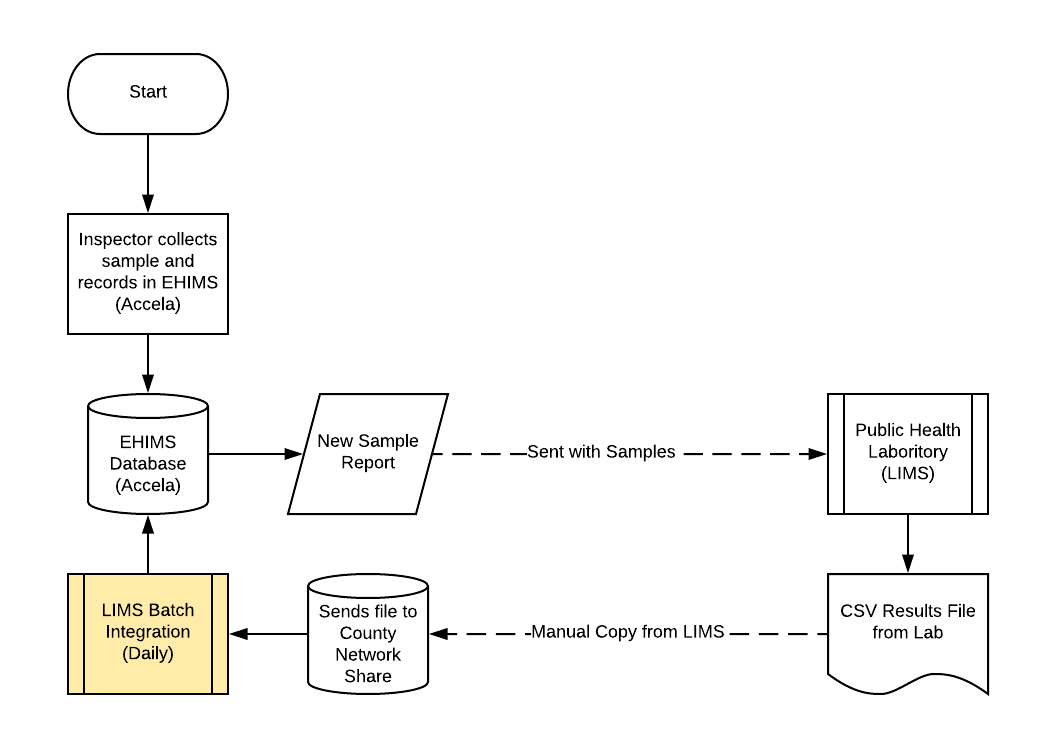 Start
Inspector collects
sample and
records in EHIMS
(Accela)
EHIMS
Database
(Accela)
New Sample
Report
Sent with Samples
Public Health
Laboritory
(LIMS)
CSV Results File
from Lab
Manual Copy from LIMS
Sends file to
County
Network
Share
LIMS Batch
Integration
(Daily)